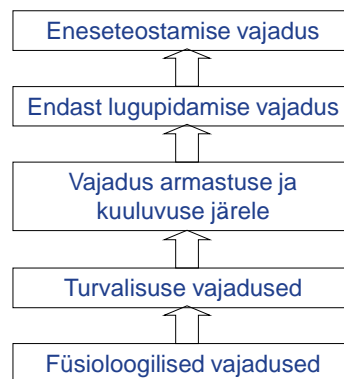 Eneseteostamise vajadus
Endast lugupidamise vajadus
Vajadus armastuse ja
kuuluvuse järele
Turvalisuse vajadused
Füsioloogilised vajadused